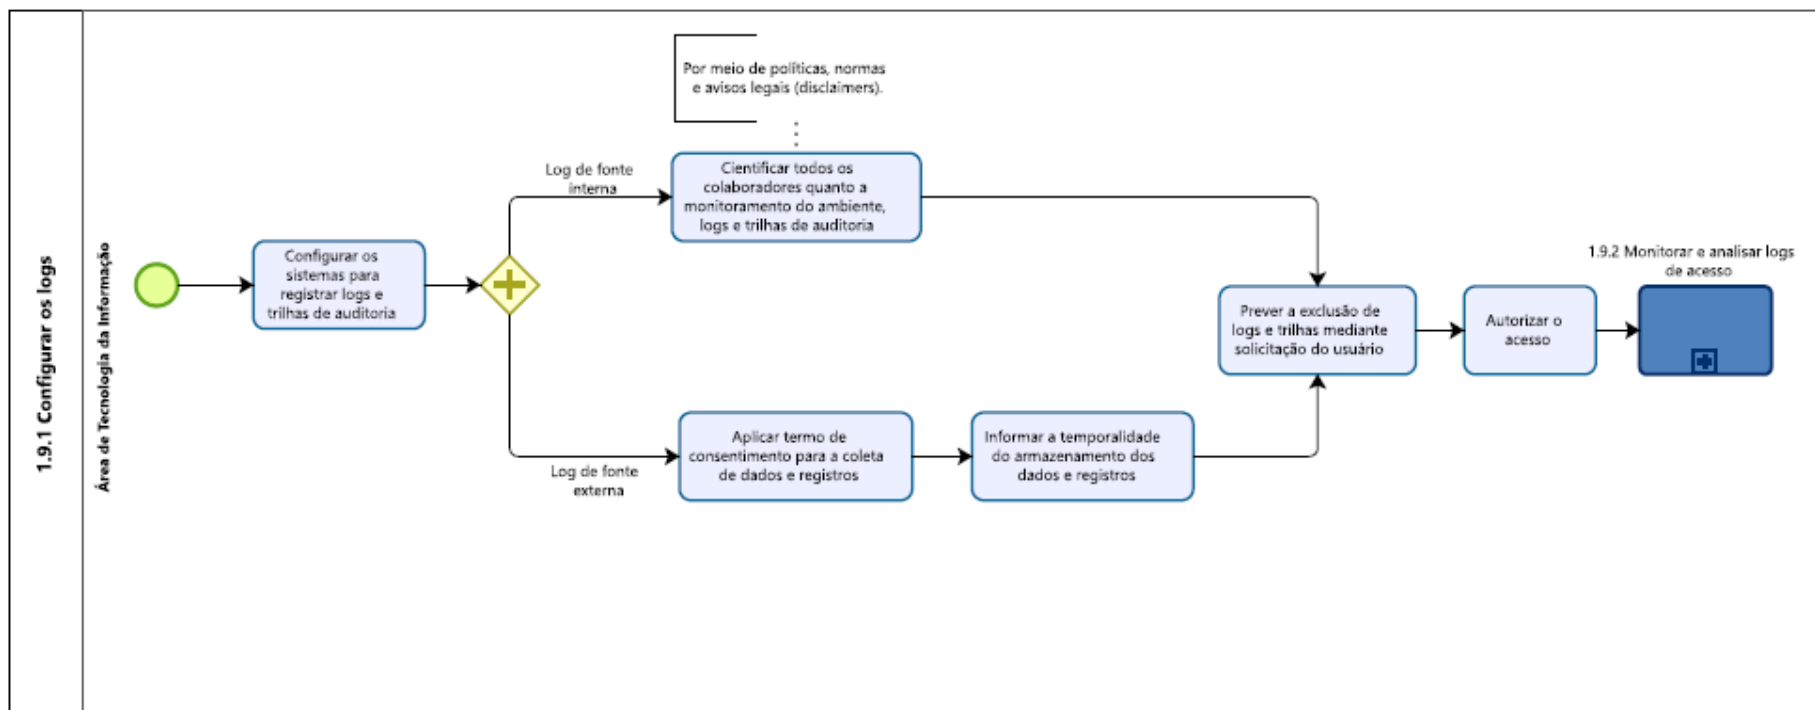 1.9.1 Configurar os logs
Área de Tecnologia da Informação
Configurar os
sistemas para
registrar logs e
trilhas de auditoria
Log de fonte
interna
Por meio de políticas, normas
e avisos legais (disclaimers).
Cientificar todos os
colaboradores quanto a
monitoramento do ambiente,
logs e trilhas de auditoria
Log de fonte
externa
Aplicar termo de
consentimento para a coleta
de dados e registros
Informar a temporalidade
do armazenamento dos
dados e registros
Prever a exclusão de
logs e trilhas mediante
solicitação do usuário
Autorizar o
acesso
1.9.2 Monitorar e analisar logs
de acesso